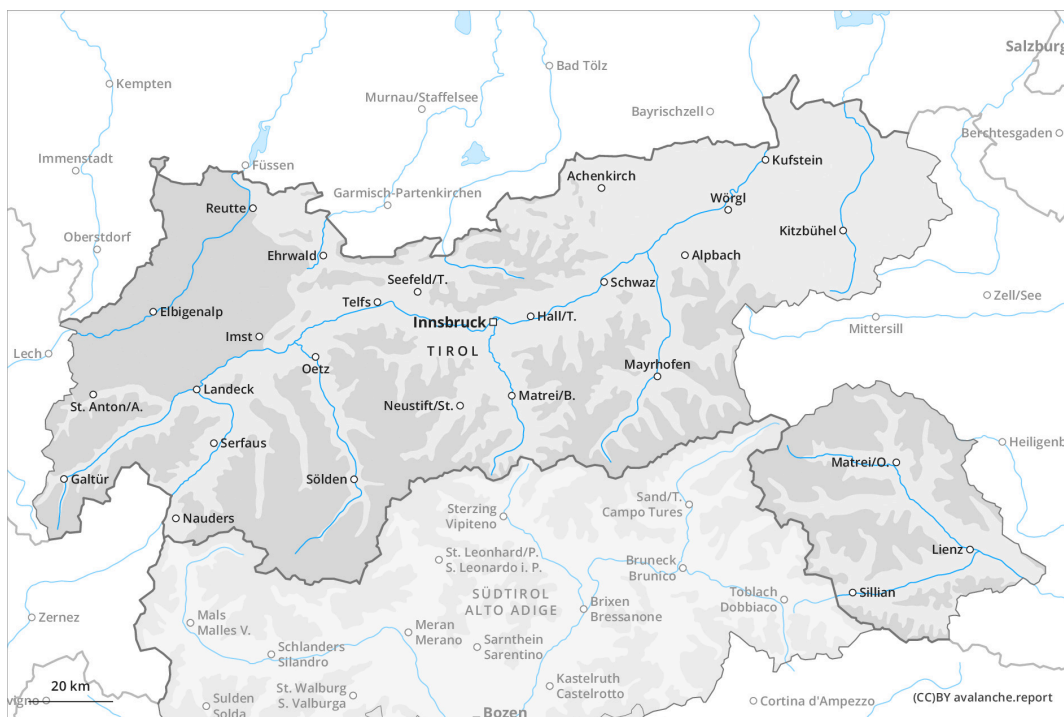 Salzburg
Kempten
Bad Tölz
Murnau/Staffelsee
Bayrischzell
Berchtesgaden
Immenstadt
Füssen
Kufstein
Achenkirch
Garmisch-Partenkirchen
Reutte
Wörgl
Kitzbühel
Oberstdorf
Ehrwald
Alpbach
Seefeld/T.
Schwaz
Zell/See
Telfs
Elbigenalp
Innsbruck
Hall/T.
Mittersill
Imst
TIROL
Lech
Oetz
Mayrhofen
Landeck
St. Anton/A.
Neustift/St.
Matrei/B.
Serfaus
Heiligenb
Matrei/O.
Galtür
Sölden
Sand/T.
Campo Tures
Sterzing
Vipiteno
Nauders
Lienz
St. Leonhard/P.
S. Leonardo i. P.
Bruneck
Brunico
SÜDTIROL
ALTO ADIGE
Sillian
Toblach
Dobbiaco
Brixen
Bressanone
Zernez
Mals
Malles V.
Meran
Merano
Sarnthein
Sarentino
Schlanders
Silandro
Kastelruth
Castelrotto
20 km
St. Walburg
S. Valburga
vigno
Sulden
Solda
Cortina d'Ampezzo
(CC)BY avalanche.report
Bozen